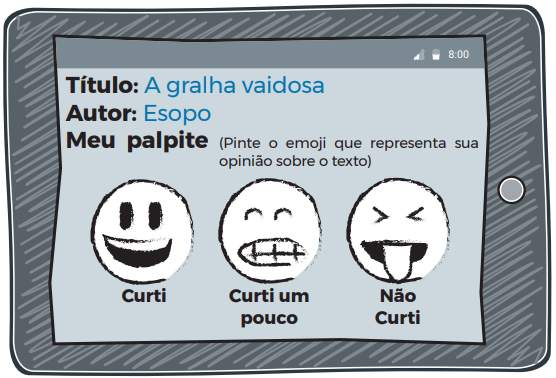 8:00
Título: A gralha vaidosa
Autor: Esopo
Meu palpite (Pinte o emoji que representa sua
opinião sobre o texto)
Curti
Curti um
pouco
Não
Curti